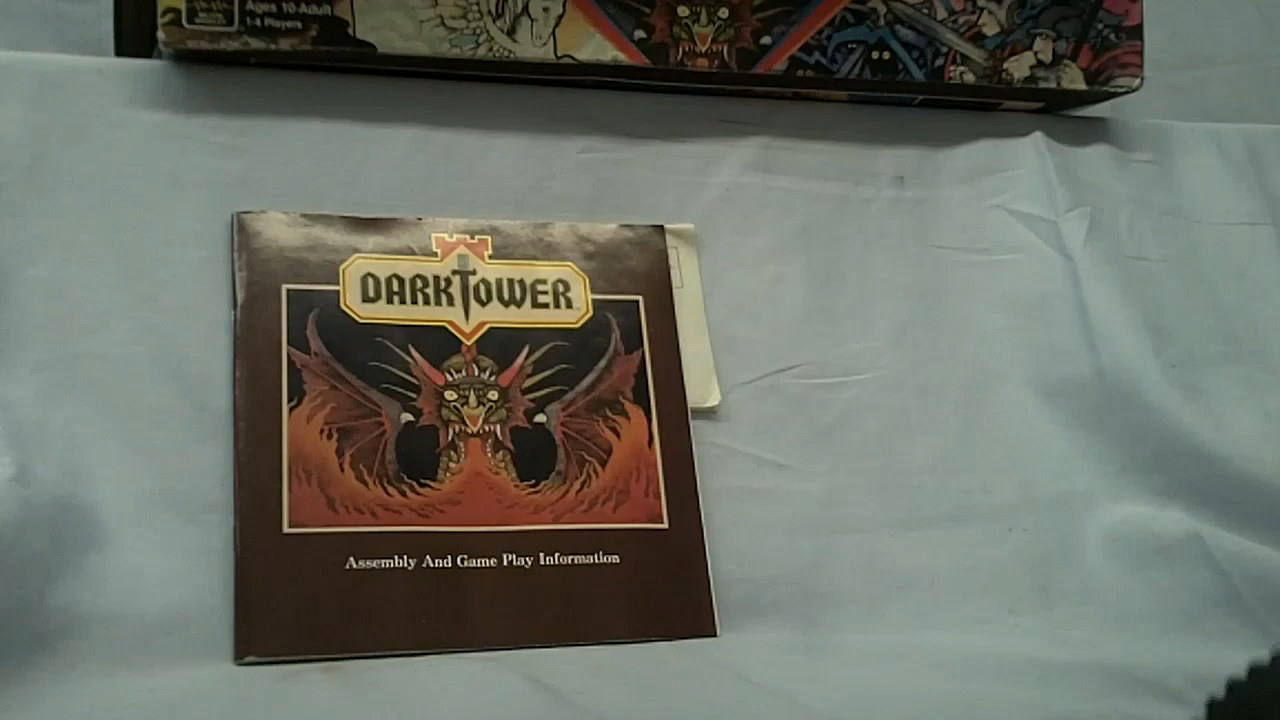 Ages 10-Adult
1-4 Players
DARKTOWER
Assembly And Game Play Information